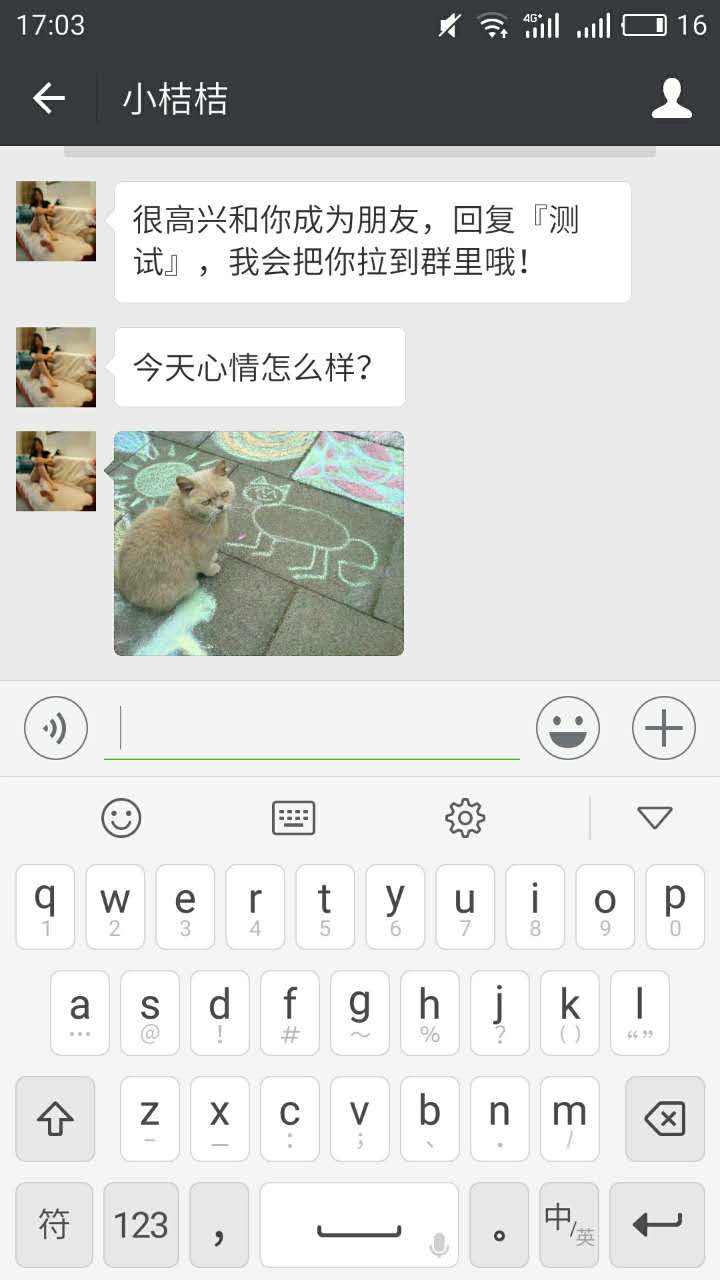 17:03
4G+
16
小桔桔
很高兴和你成为朋友，回复『测
试』，我会把你拉到群里哦！
今天心情怎么样？
q w e r t y u i o p
1 2 3 4 5 6 7 8 9 0
a s d f g h j k l
… @ ! # ～ % ? ( ) “ ”
z x c v b n m
- — : ; 、 . /
符 123 ， 。 中/英